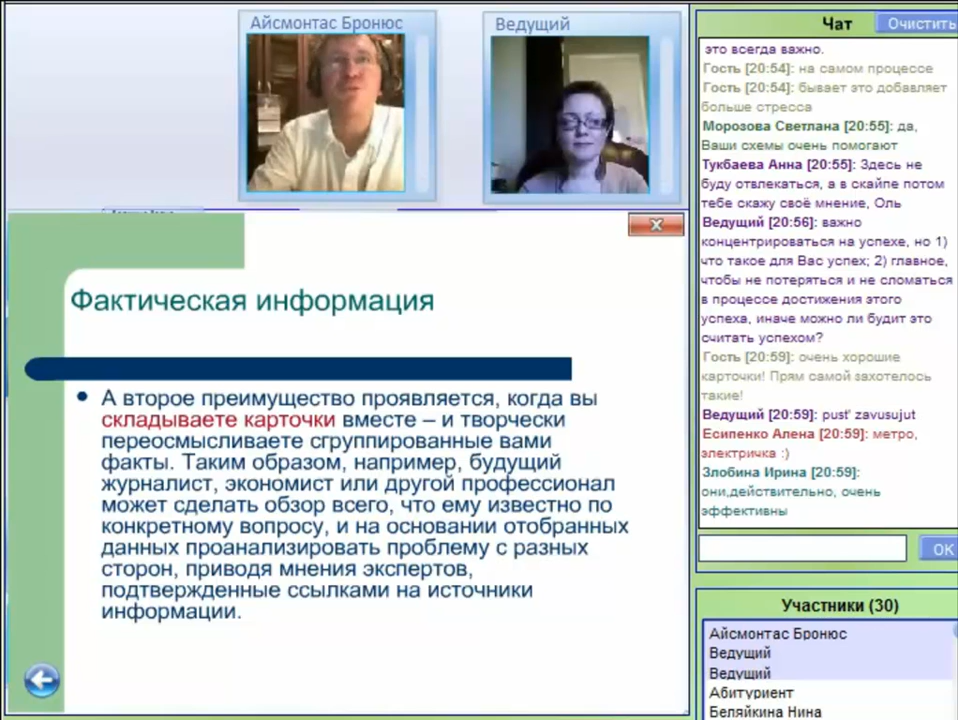 Айсмонтас Бронюс
Ведущий
Фактическая информация
А второе преимущество проявляется, когда вы
складываете карточки вместе – и творчески
переосмысливаете сгруппированные вами
факты. Таким образом, например, будущий
журналист, экономист или другой профессионал
может сделать обзор всего, что ему известно по
конкретному вопросу, и на основании отобранных
данных проанализировать проблему с разных
сторон, приводя мнения экспертов,
подтвержденные ссылками на источники
информации.
Чат
Очистить
это всегда важно.
Гость [20:54]: на самом процессе
Гость [20:54]: бывает это добавляет
больше стресса
Морозова Светлана [20:55]: да,
Ваши схемы очень помогают
Тукбаева Анна [20:55]: Здесь не
буду отвлекаться, а в скайпе потом
тебе скажу своё мнение, Оль
Ведущий [20:56]: важно
концентрироваться на успехе, но 1)
что такое для Вас успех; 2) главное,
чтобы не потеряться и не сломаться
в процессе достижения этого
успеха, иначе можно ли будит это
считать успехом?
Гость [20:59]: очень хорошие
карточки! Прям самой захотелось
такие!
Ведущий [20:59]: pust' zavusujut
Есипенко Алена [20:59]: метро,
электричка :)
Злобина Ирина [20:59]:
они,действительно, очень
эффективны
ОК
Участники (30)
Айсмонтас Бронюс
Ведущий
Ведущий
Абитуриент
Беляйкина Нина